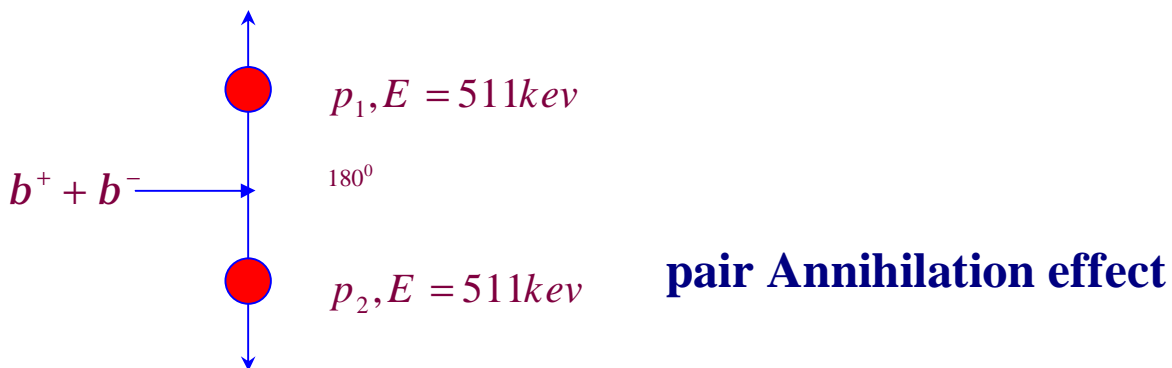 p₁, E = 511kev
b⁺ + b⁻
180⁰
pair Annihilation effect
p₂, E = 511kev